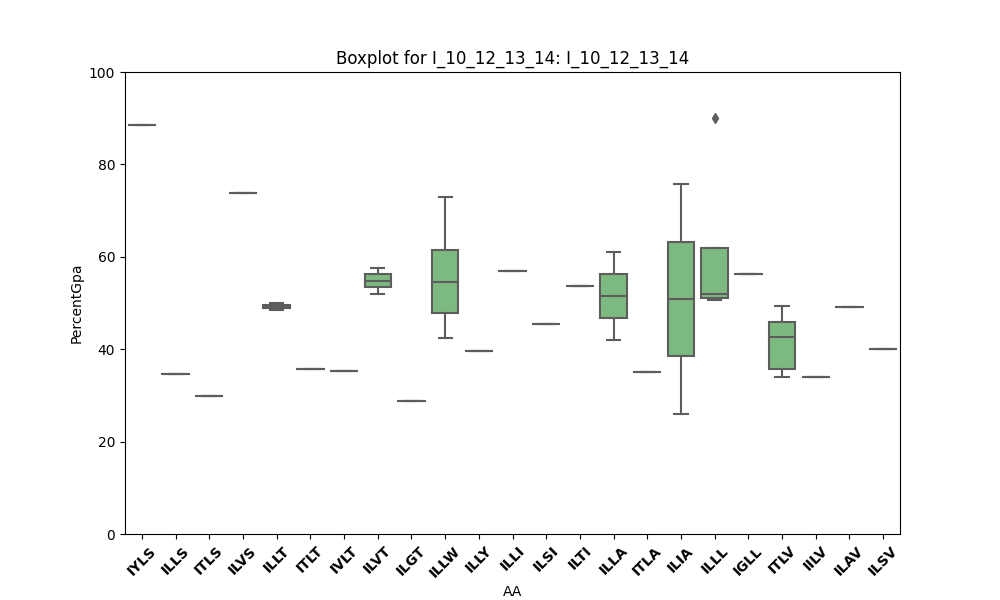 Boxplot for I_10_12_13_14: I_10_12_13_14
PercentGpa
100
80
60
40
20
0
IYLS ILLS ITLS ILVS ILLT ITLT IVLT ILVT ILGT ILLW ILLY ILLI ILSI ILTI ILLA ITLA ILIA ILLL IGLL ITLV IILV ILAV ILSV
AA